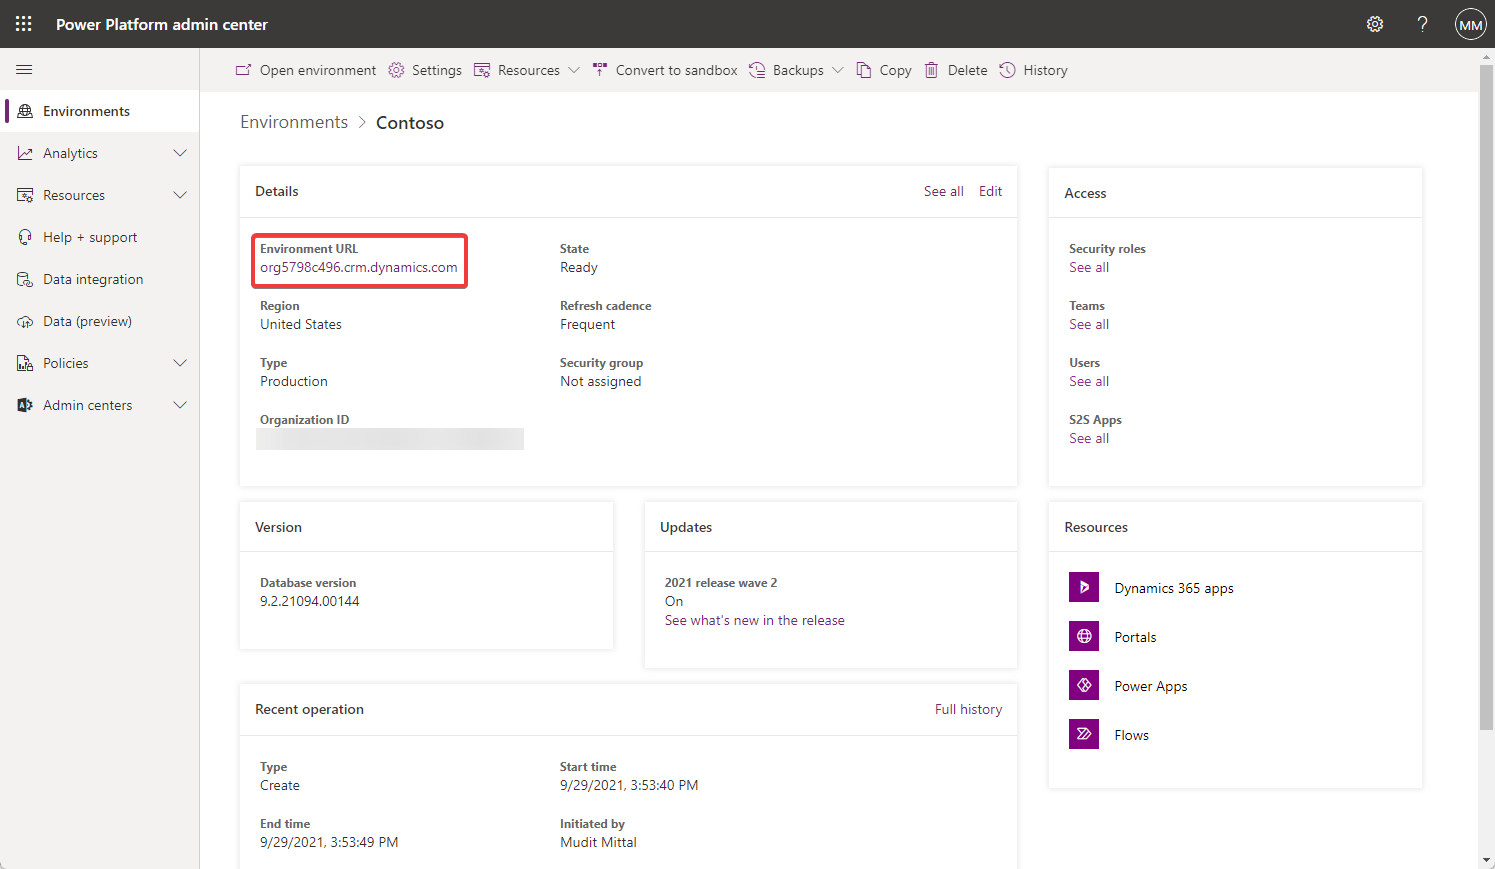 Power Platform admin center
MM
Open environment
Settings
Resources
Convert to sandbox
Backups
Copy
Delete
History
Environments
Analytics
Resources
Help + support
Data integration
Data (preview)
Policies
Admin centers
Environments > Contoso
Details
See all
Edit
Environment URL
org5798c496.crm.dynamics.com
State
Ready
Region
United States
Refresh cadence
Frequent
Type
Production
Security group
Not assigned
Organization ID
Access
Security roles
See all
Teams
See all
Users
See all
S2S Apps
See all
Version
Database version
9.2.21094.00144
Updates
2021 release wave 2
On
See what's new in the release
Resources
Dynamics 365 apps
Portals
Power Apps
Flows
Recent operation
Full history
Type
Create
Start time
9/29/2021, 3:53:40 PM
End time
9/29/2021, 3:53:49 PM
Initiated by
Mudit Mittal